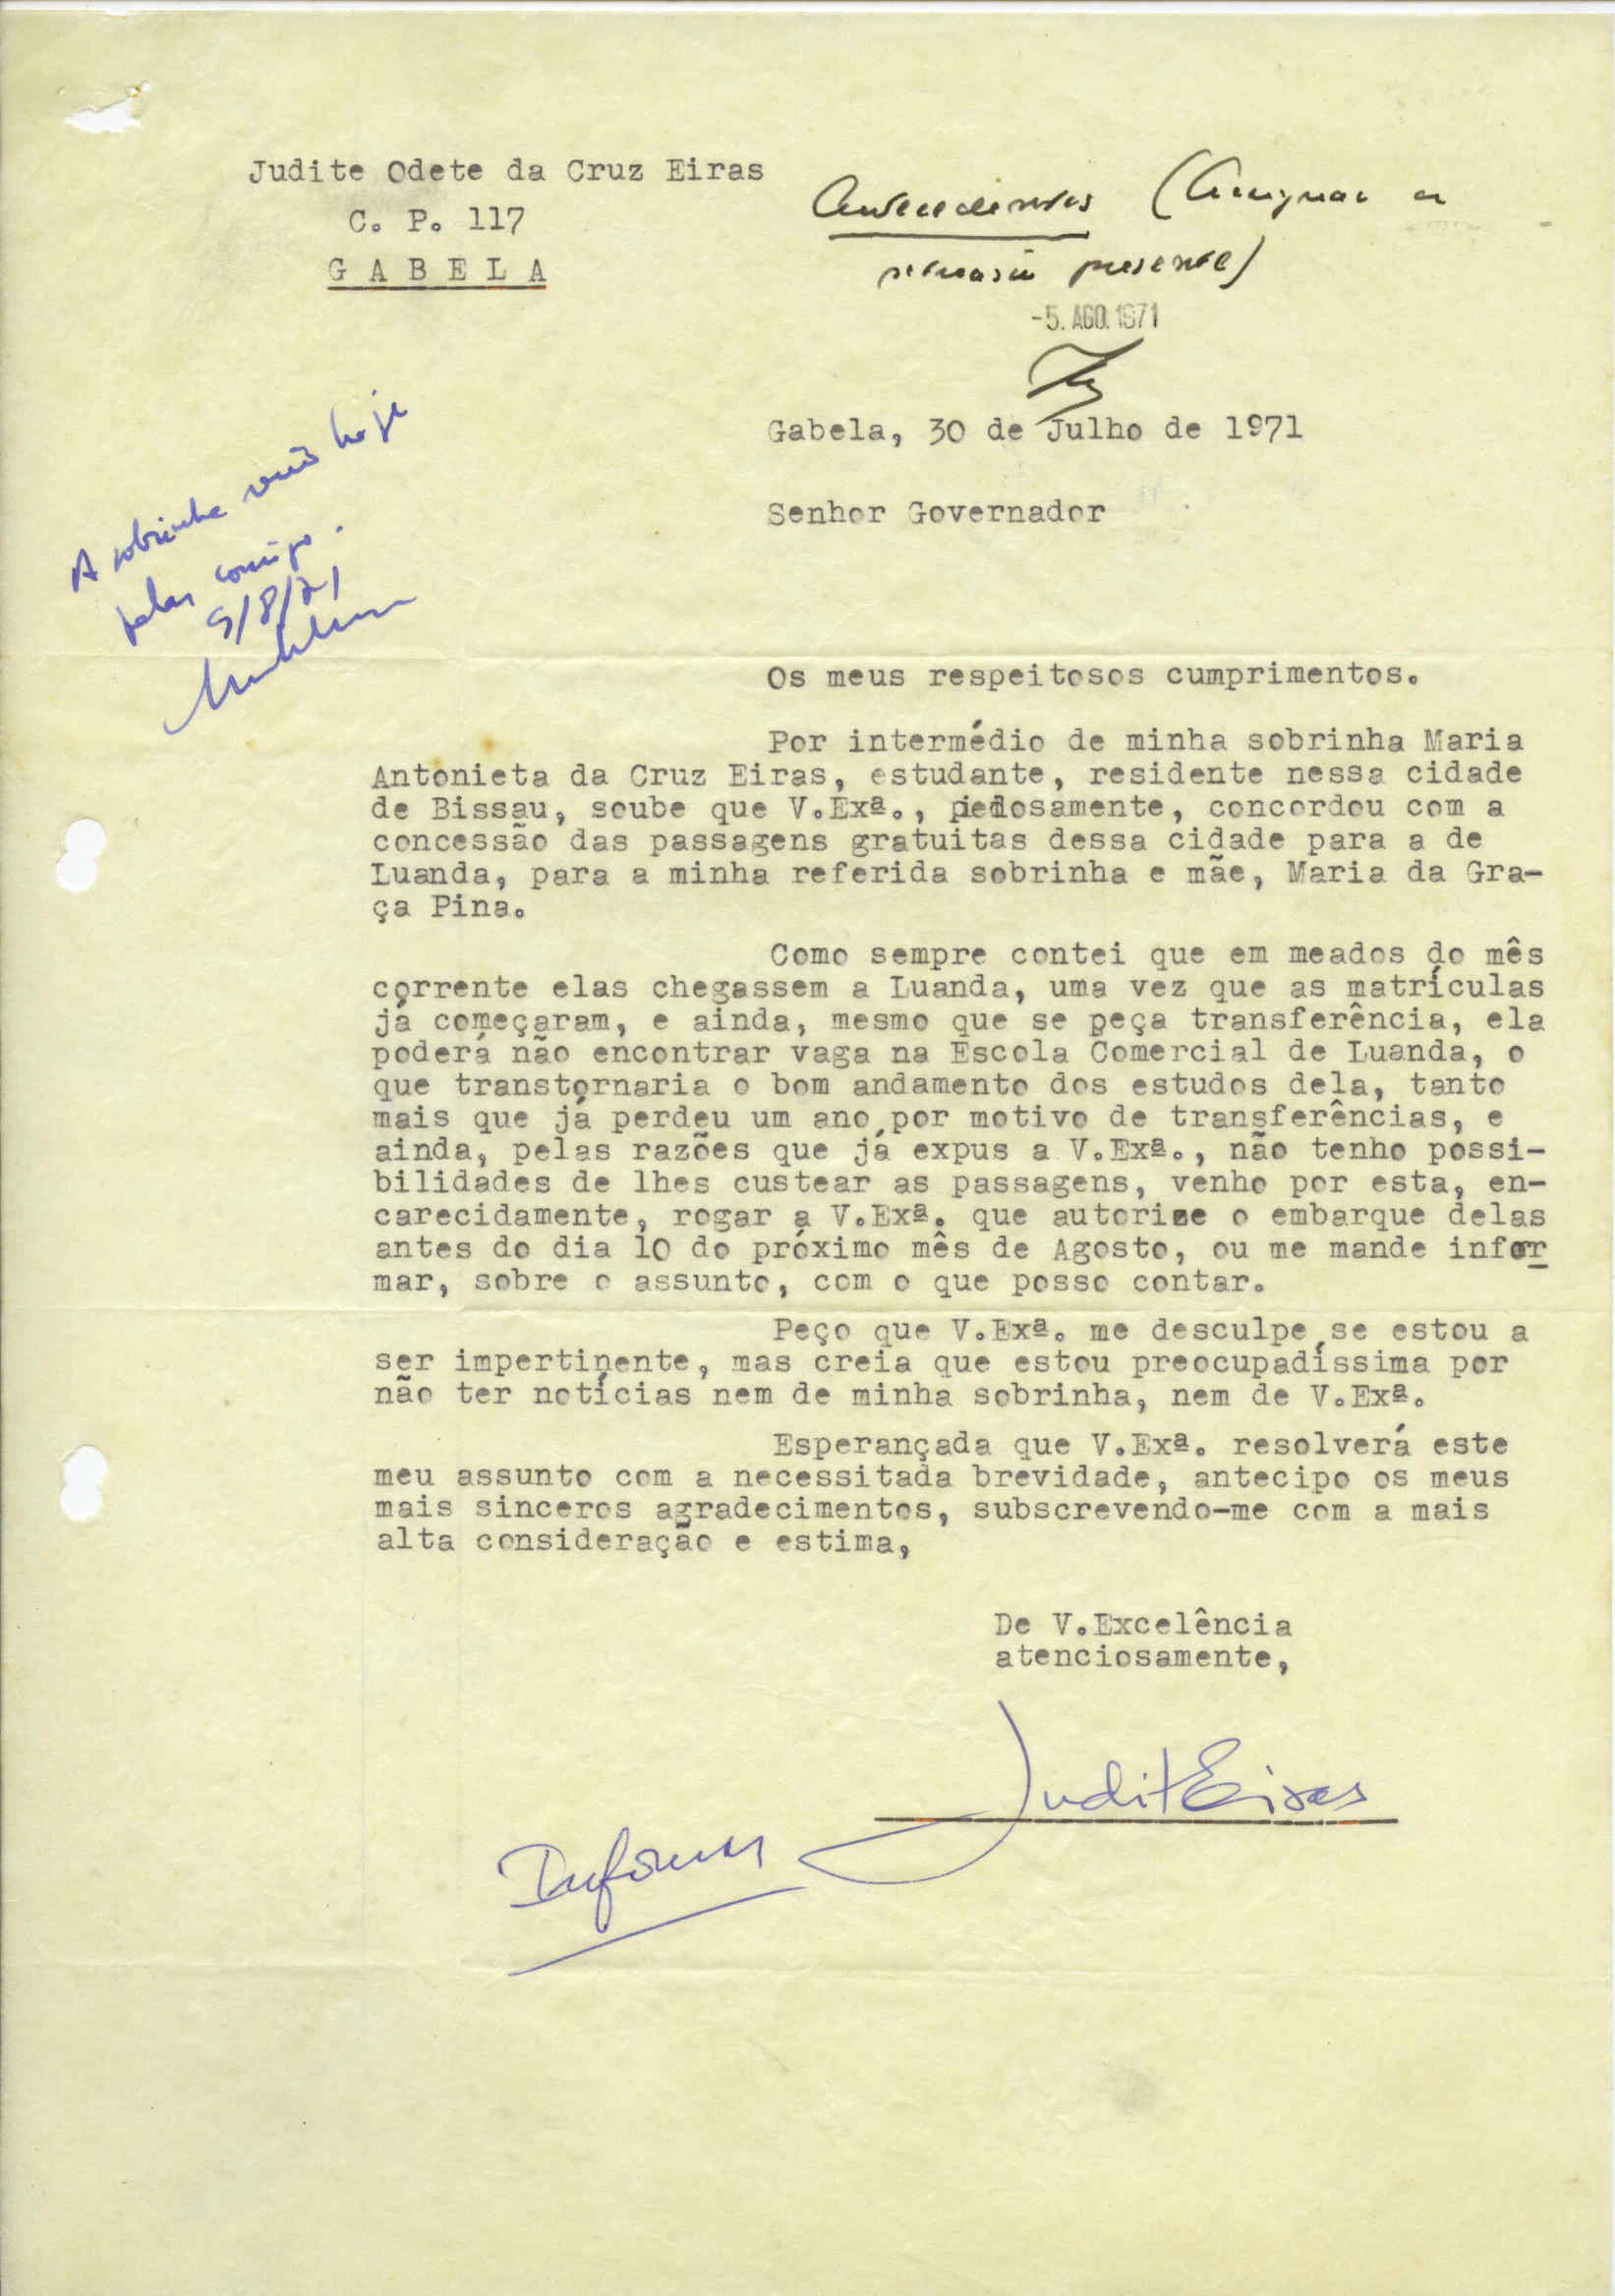 Judite Odete da Cruz Eiras
C. P. 117
G A B E L A
Antecedentes (Averiguar a
situação presente)
-5. AGO. 1971
Gabela, 30 de Julho de 1971
A sobrinha virá hoje
falar comigo.
9/8/71
Senhor Governador
Os meus respeitosos cumprimentos.
Por intermédio de minha sobrinha Maria
Antonieta da Cruz Eiras, estudante, residente nessa cidade
de Bissau, soube que V.Exª., piedosamente, concordou com a
concessão das passagens gratuitas dessa cidade para a de
Luanda, para a minha referida sobrinha e mãe, Maria da Gra-
ça Pina.
Como sempre contei que em meados do mês
corrente elas chegassem a Luanda, uma vez que as matrículas
já começaram, e ainda, mesmo que se peça transferência, ela
poderá não encontrar vaga na Escola Comercial de Luanda, o
que transtornaria o bom andamento dos estudos dela, tanto
mais que já perdeu um ano por motivo de transferências, e
ainda, pelas razões que já expus a V.Exª., não tenho possi-
bilidades de lhes custear as passagens, venho por esta, en-
carecidamente, rogar a V.Exª. que autorize o embarque delas
antes do dia 10 do próximo mês de Agosto, ou me mande infor
mar, sobre o assunto, com o que posso contar.
Peço que V.Exª. me desculpe se estou a
ser impertinente, mas creia que estou preocupadíssima por
não ter notícias nem de minha sobrinha, nem de V.Exª.
Esperançada que V.Exª. resolverá este
meu assunto com a necessitada brevidade, antecipo os meus
mais sinceros agradecimentos, subscrevendo-me com a mais
alta consideração e estima,
De V.Excelência
atenciosamente,
Judit Eiras